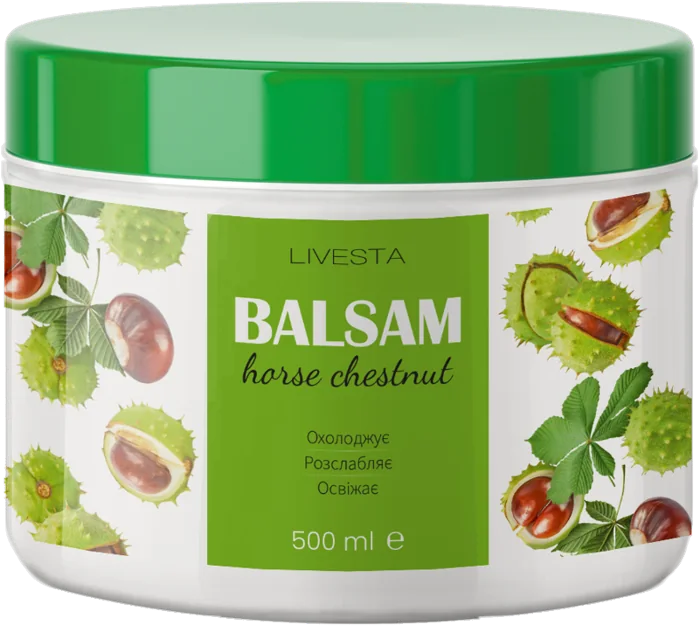 LIVESTA
BALSAM
horse chestnut
Охолоджує
Розслабляє
Освіжає
500 ml ℮